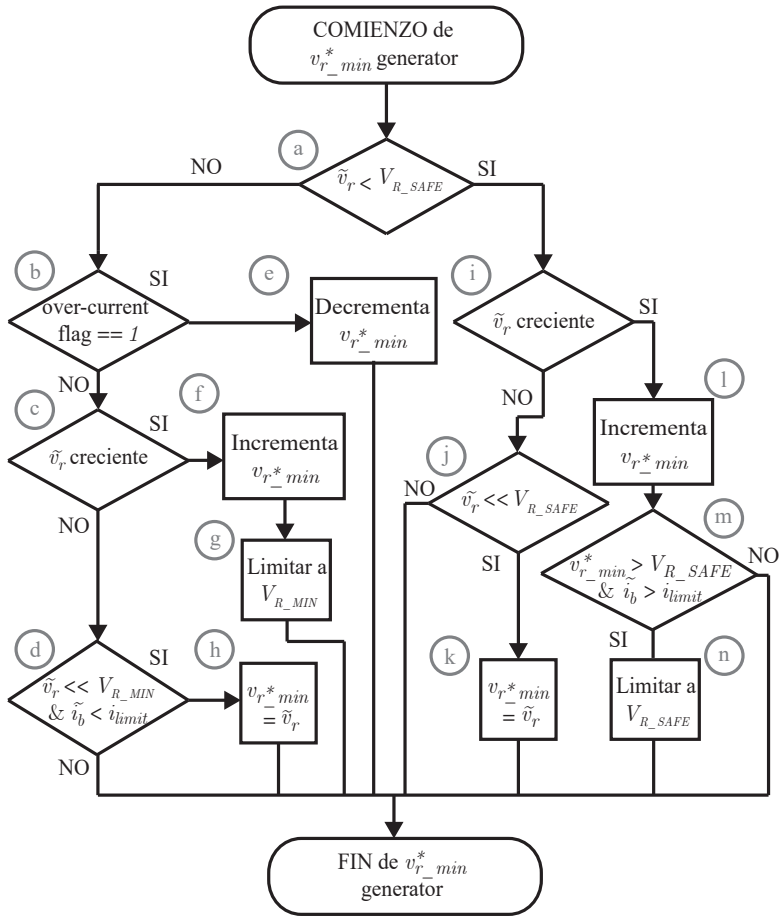 COMIENZO de
v*r_min generator
a
NO
SI
ṽr < VR_SAFE
b
SI
over-current
flag == 1
e
Decrementa
v*r_min
i
SI
ṽr creciente
NO
c
SI
ṽr creciente
f
Incrementa
v*r_min
NO
l
Incrementa
v*r_min
j
NO
ṽr << VR_SAFE
NO
g
Limitar a
VR_MIN
SI
m
NO
v*r_min > VR_SAFE
& ĩb > ilimit
d
SI
ṽr << VR_MIN
& ĩb < ilimit
h
v*r_min
= ṽr
k
v*r_min
= ṽr
SI
n
Limitar a
VR_SAFE
NO
FIN de v*r_min
generator